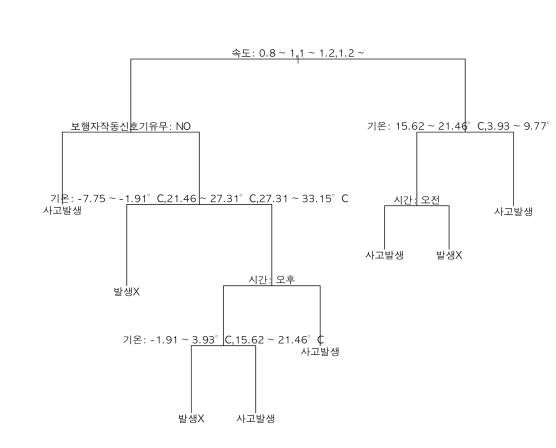 속도: 0.8 ~ 1,1 ~ 1.2,1.2 ~
보행자작동신호기유무: NO
기온: 15.62 ~ 21.46° C,3.93 ~ 9.77°
기온: -7.75 ~ -1.91° C,21.46 ~ 27.31° C,27.31 ~ 33.15° C
시간: 오전
사고발생
사고발생
사고발생
발생X
시간: 오후
발생X
기온: -1.91 ~ 3.93° C,15.62 ~ 21.46° C
사고발생
발생X
사고발생